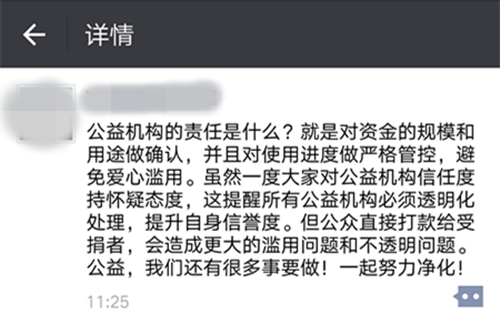 详情
公益机构的责任是什么？就是对资金的规模和
用途做确认，并且对使用进度做严格管控，避
免爱心滥用。虽然一度大家对公益机构信任度
持怀疑态度，这提醒所有公益机构必须透明化
处理，提升自身信誉度。但公众直接打款给受
捐者，会造成更大的滥用问题和不透明问题。
公益，我们还有很多事要做！一起努力净化！
11:25